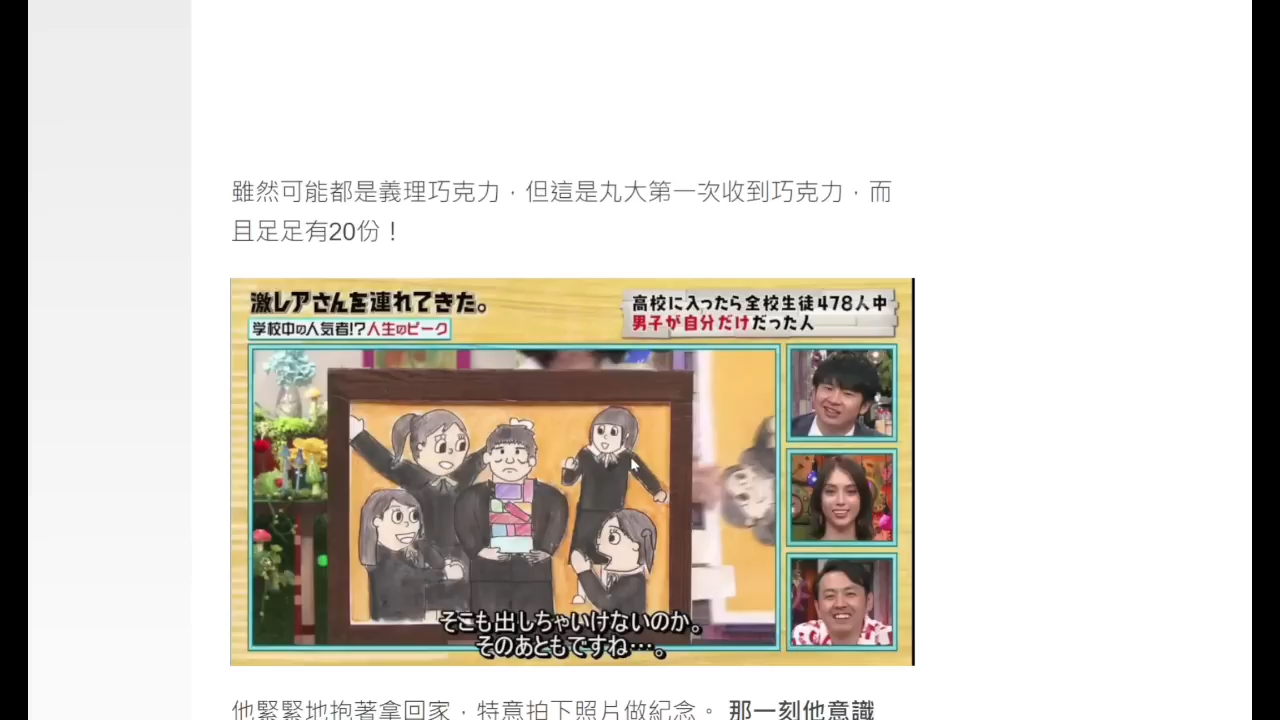 雖然可能都是義理巧克力，但這是丸大第一次收到巧克力，而
且足足有20份！
激レアさんを連れてきた。
学校中の人気者!?人生のピーク
高校に入ったら全校生徒478人中
男子が自分だけだった人
そこも出しちゃいけないのか。
そのあともですね…。
他緊緊地抱著拿回家，特意拍下照片做紀念。 那一刻他意識